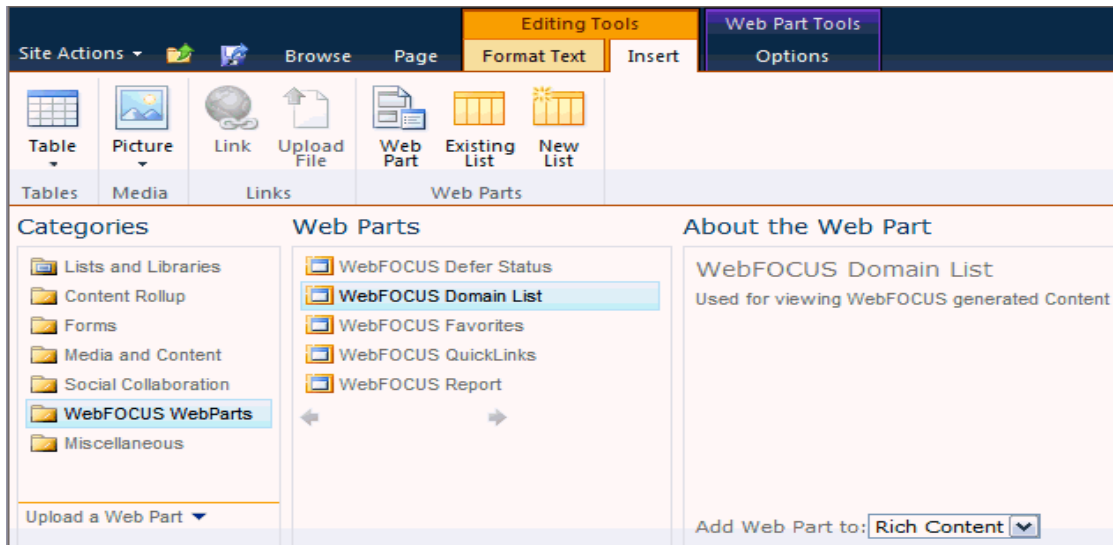 Editing Tools
Web Part Tools
Site Actions
Browse
Page
Format Text
Insert
Options
Table
Picture
Link
Upload
File
Web
Part
Existing
List
New
List
Tables
Media
Links
Web Parts
Categories
Lists and Libraries
Content Rollup
Forms
Media and Content
Social Collaboration
WebFOCUS WebParts
Miscellaneous
Upload a Web Part
Web Parts
WebFOCUS Defer Status
WebFOCUS Domain List
WebFOCUS Favorites
WebFOCUS QuickLinks
WebFOCUS Report
About the Web Part
WebFOCUS Domain List
Used for viewing WebFOCUS generated Content
Add Web Part to: Rich Content